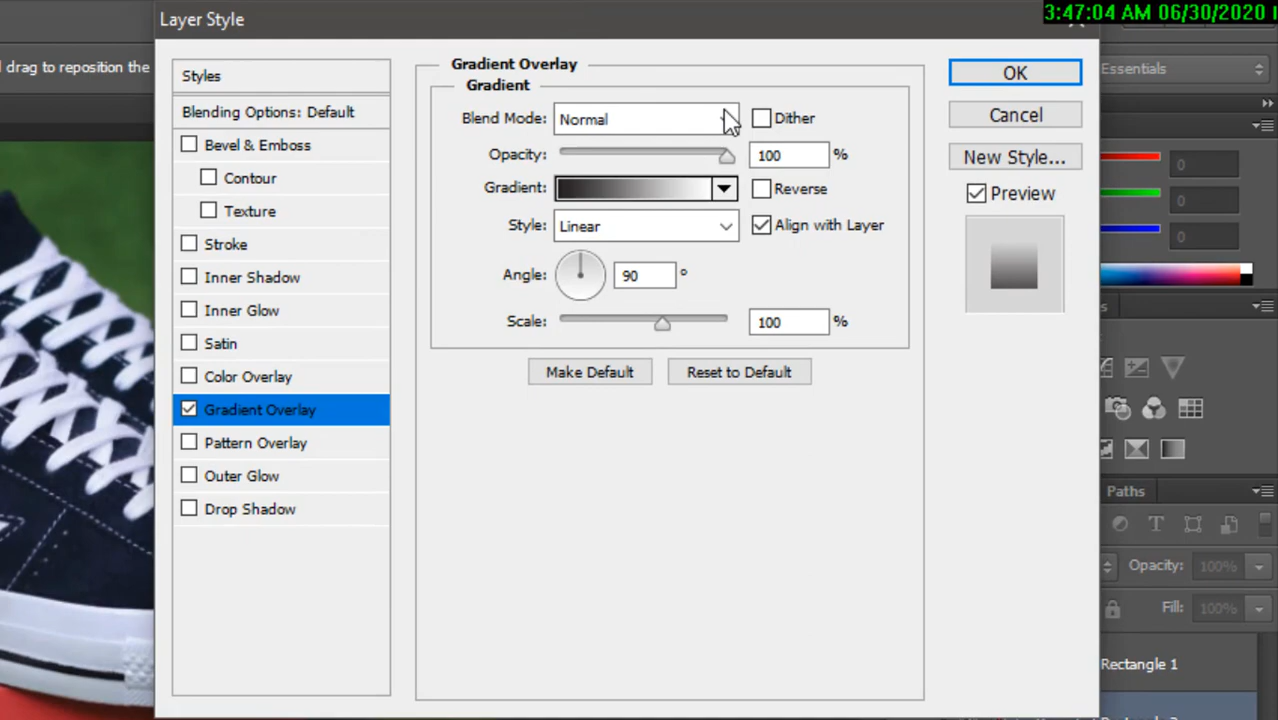 3:47:04 AM 06/30/2020
Layer Style
drag to reposition the
Essentials
Styles
Blending Options: Default
Bevel & Emboss
Contour
Texture
Stroke
Inner Shadow
Inner Glow
Satin
Color Overlay
Gradient Overlay
Pattern Overlay
Outer Glow
Drop Shadow
Gradient Overlay
Gradient
Blend Mode: Normal Dither
Opacity: 100 %
Gradient: Reverse
Style: Linear Align with Layer
Angle: 90 °
Scale: 100 %
Make Default Reset to Default
OK
Cancel
New Style...
Preview
0
0
0
Paths
Opacity: 100%
Fill: 100%
Rectangle 1